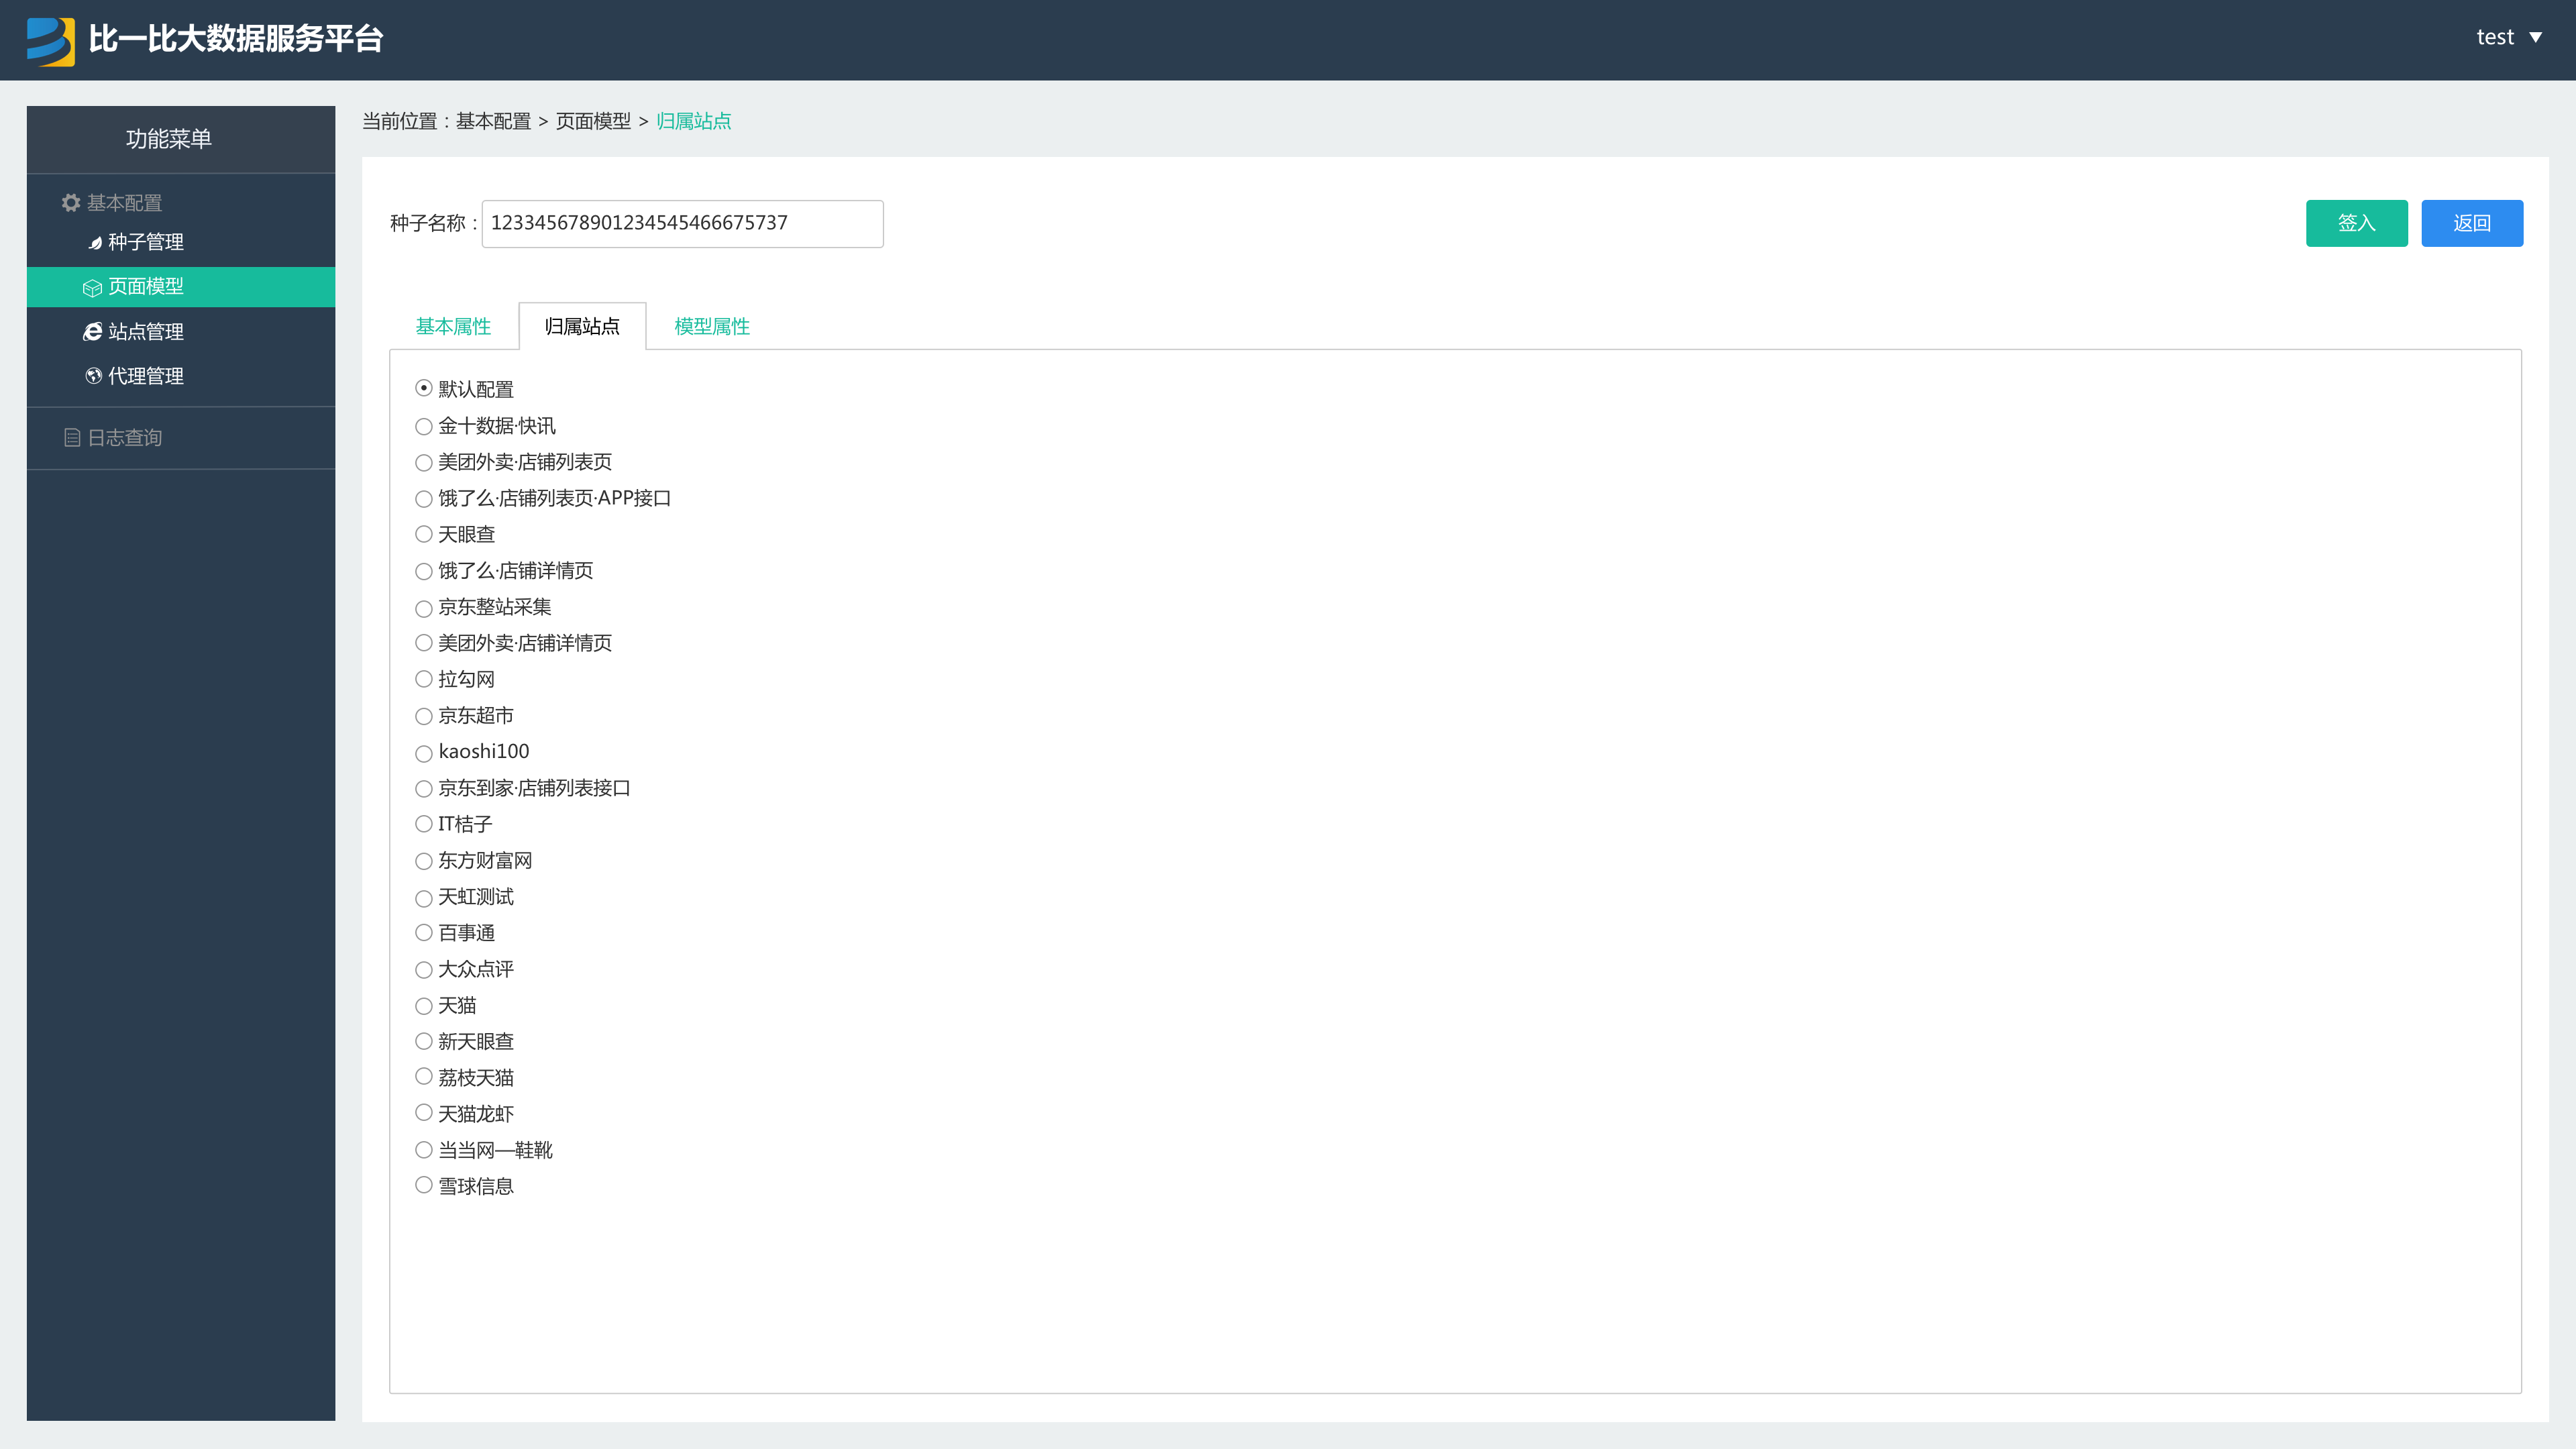 比一比大数据服务平台
test
功能菜单
基本配置
种子管理
页面模型
站点管理
代理管理
日志查询
当前位置：基本配置 > 页面模型 > 归属站点
种子名称：123345678901234545466675737
签入
返回
基本属性
归属站点
模型属性
默认配置
金十数据·快讯
美团外卖·店铺列表页
饿了么·店铺列表页·APP接口
天眼查
饿了么·店铺详情页
京东整站采集
美团外卖·店铺详情页
拉勾网
京东超市
kaoshi100
京东到家·店铺列表接口
IT桔子
东方财富网
天虹测试
百事通
大众点评
天猫
新天眼查
荔枝天猫
天猫龙虾
当当网—鞋靴
雪球信息